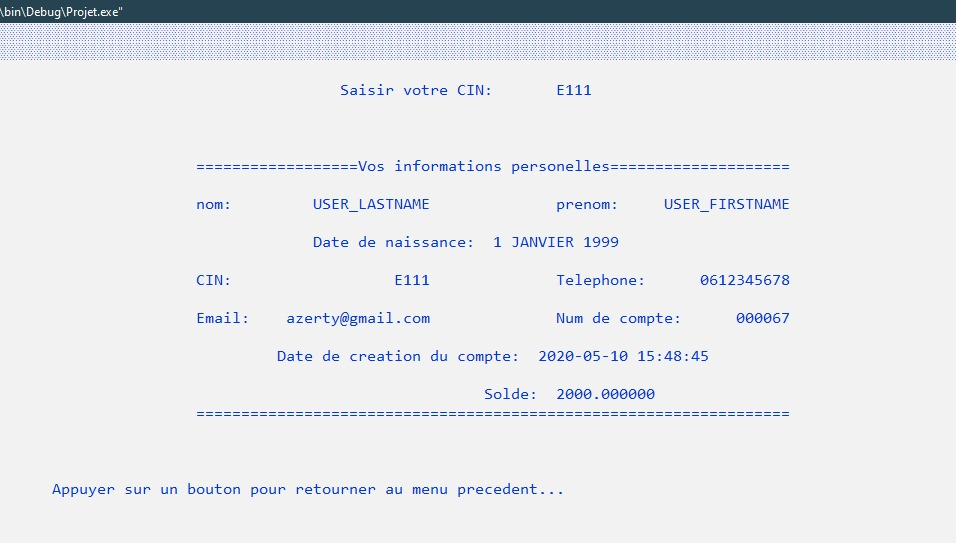 \bin\Debug\Projet.exe"
Saisir votre CIN: E111
==================Vos informations personelles====================
nom: USER_LASTNAME prenom: USER_FIRSTNAME
Date de naissance: 1 JANVIER 1999
CIN: E111 Telephone: 0612345678
Email: azerty@gmail.com Num de compte: 000067
Date de creation du compte: 2020-05-10 15:48:45
Solde: 2000.000000
==================================================================
Appuyer sur un bouton pour retourner au menu precedent...